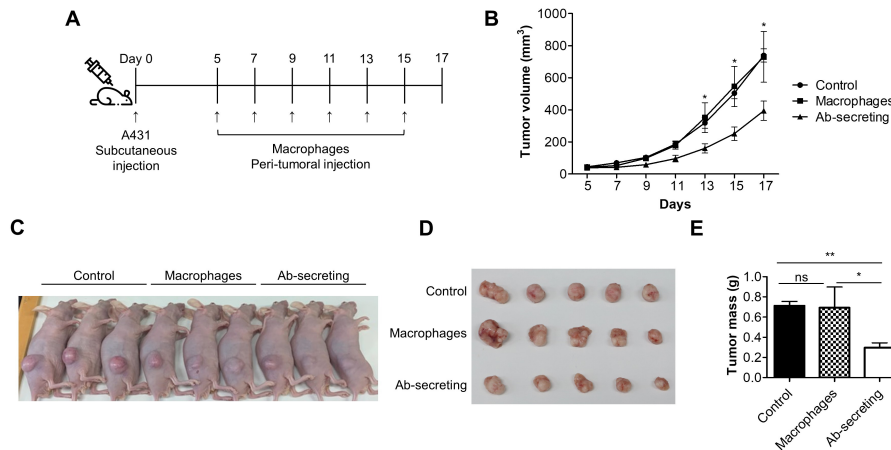 A
Day 0 5 7 9 11 13 15 17
A431
Subcutaneous
injection
Macrophages
Peri-tumoral injection
B
Tumor volume (mm³)
1000
800
600
400
200
0
* * *
5 7 9 11 13 15 17
Days
Control
Macrophages
Ab-secreting
C
Control Macrophages Ab-secreting
D
Control
Macrophages
Ab-secreting
E
**
ns *
Tumor mass (g)
1.0
0.8
0.6
0.4
0.2
0.0
Control
Macrophages
Ab-secreting